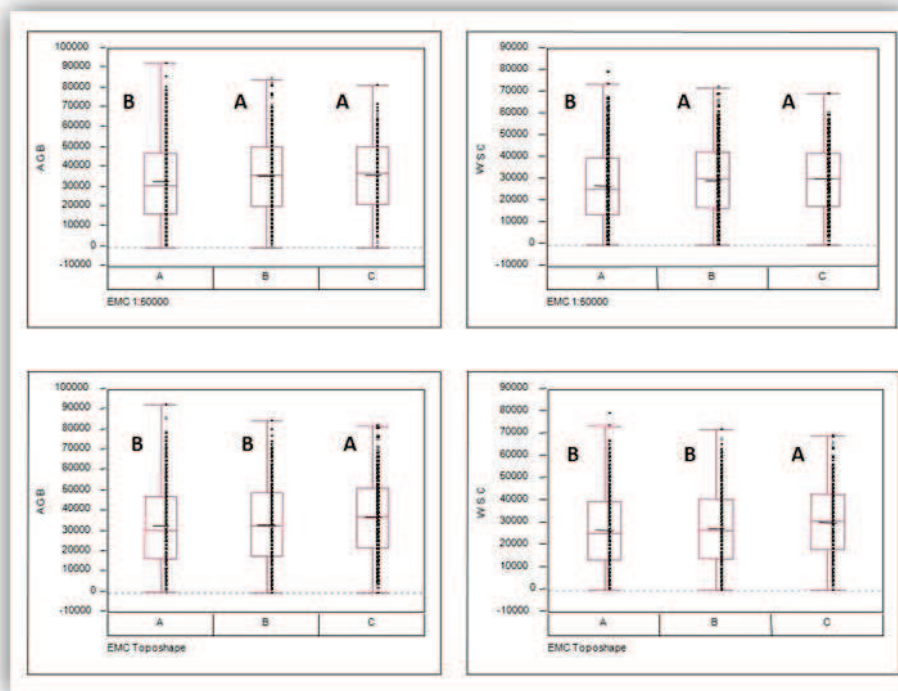 AGB
100000
90000
80000
70000
60000
50000
40000
30000
20000
10000
0
-10000
B A A
A B C
EMC 1:50000
WSC
90000
80000
70000
60000
50000
40000
30000
20000
10000
0
-10000
B A A
A B C
EMC 1:50000
AGB
100000
90000
80000
70000
60000
50000
40000
30000
20000
10000
0
-10000
B B A
A B C
EMC Toposhape
WSC
90000
80000
70000
60000
50000
40000
30000
20000
10000
0
-10000
B B A
A B C
EMC Toposhape